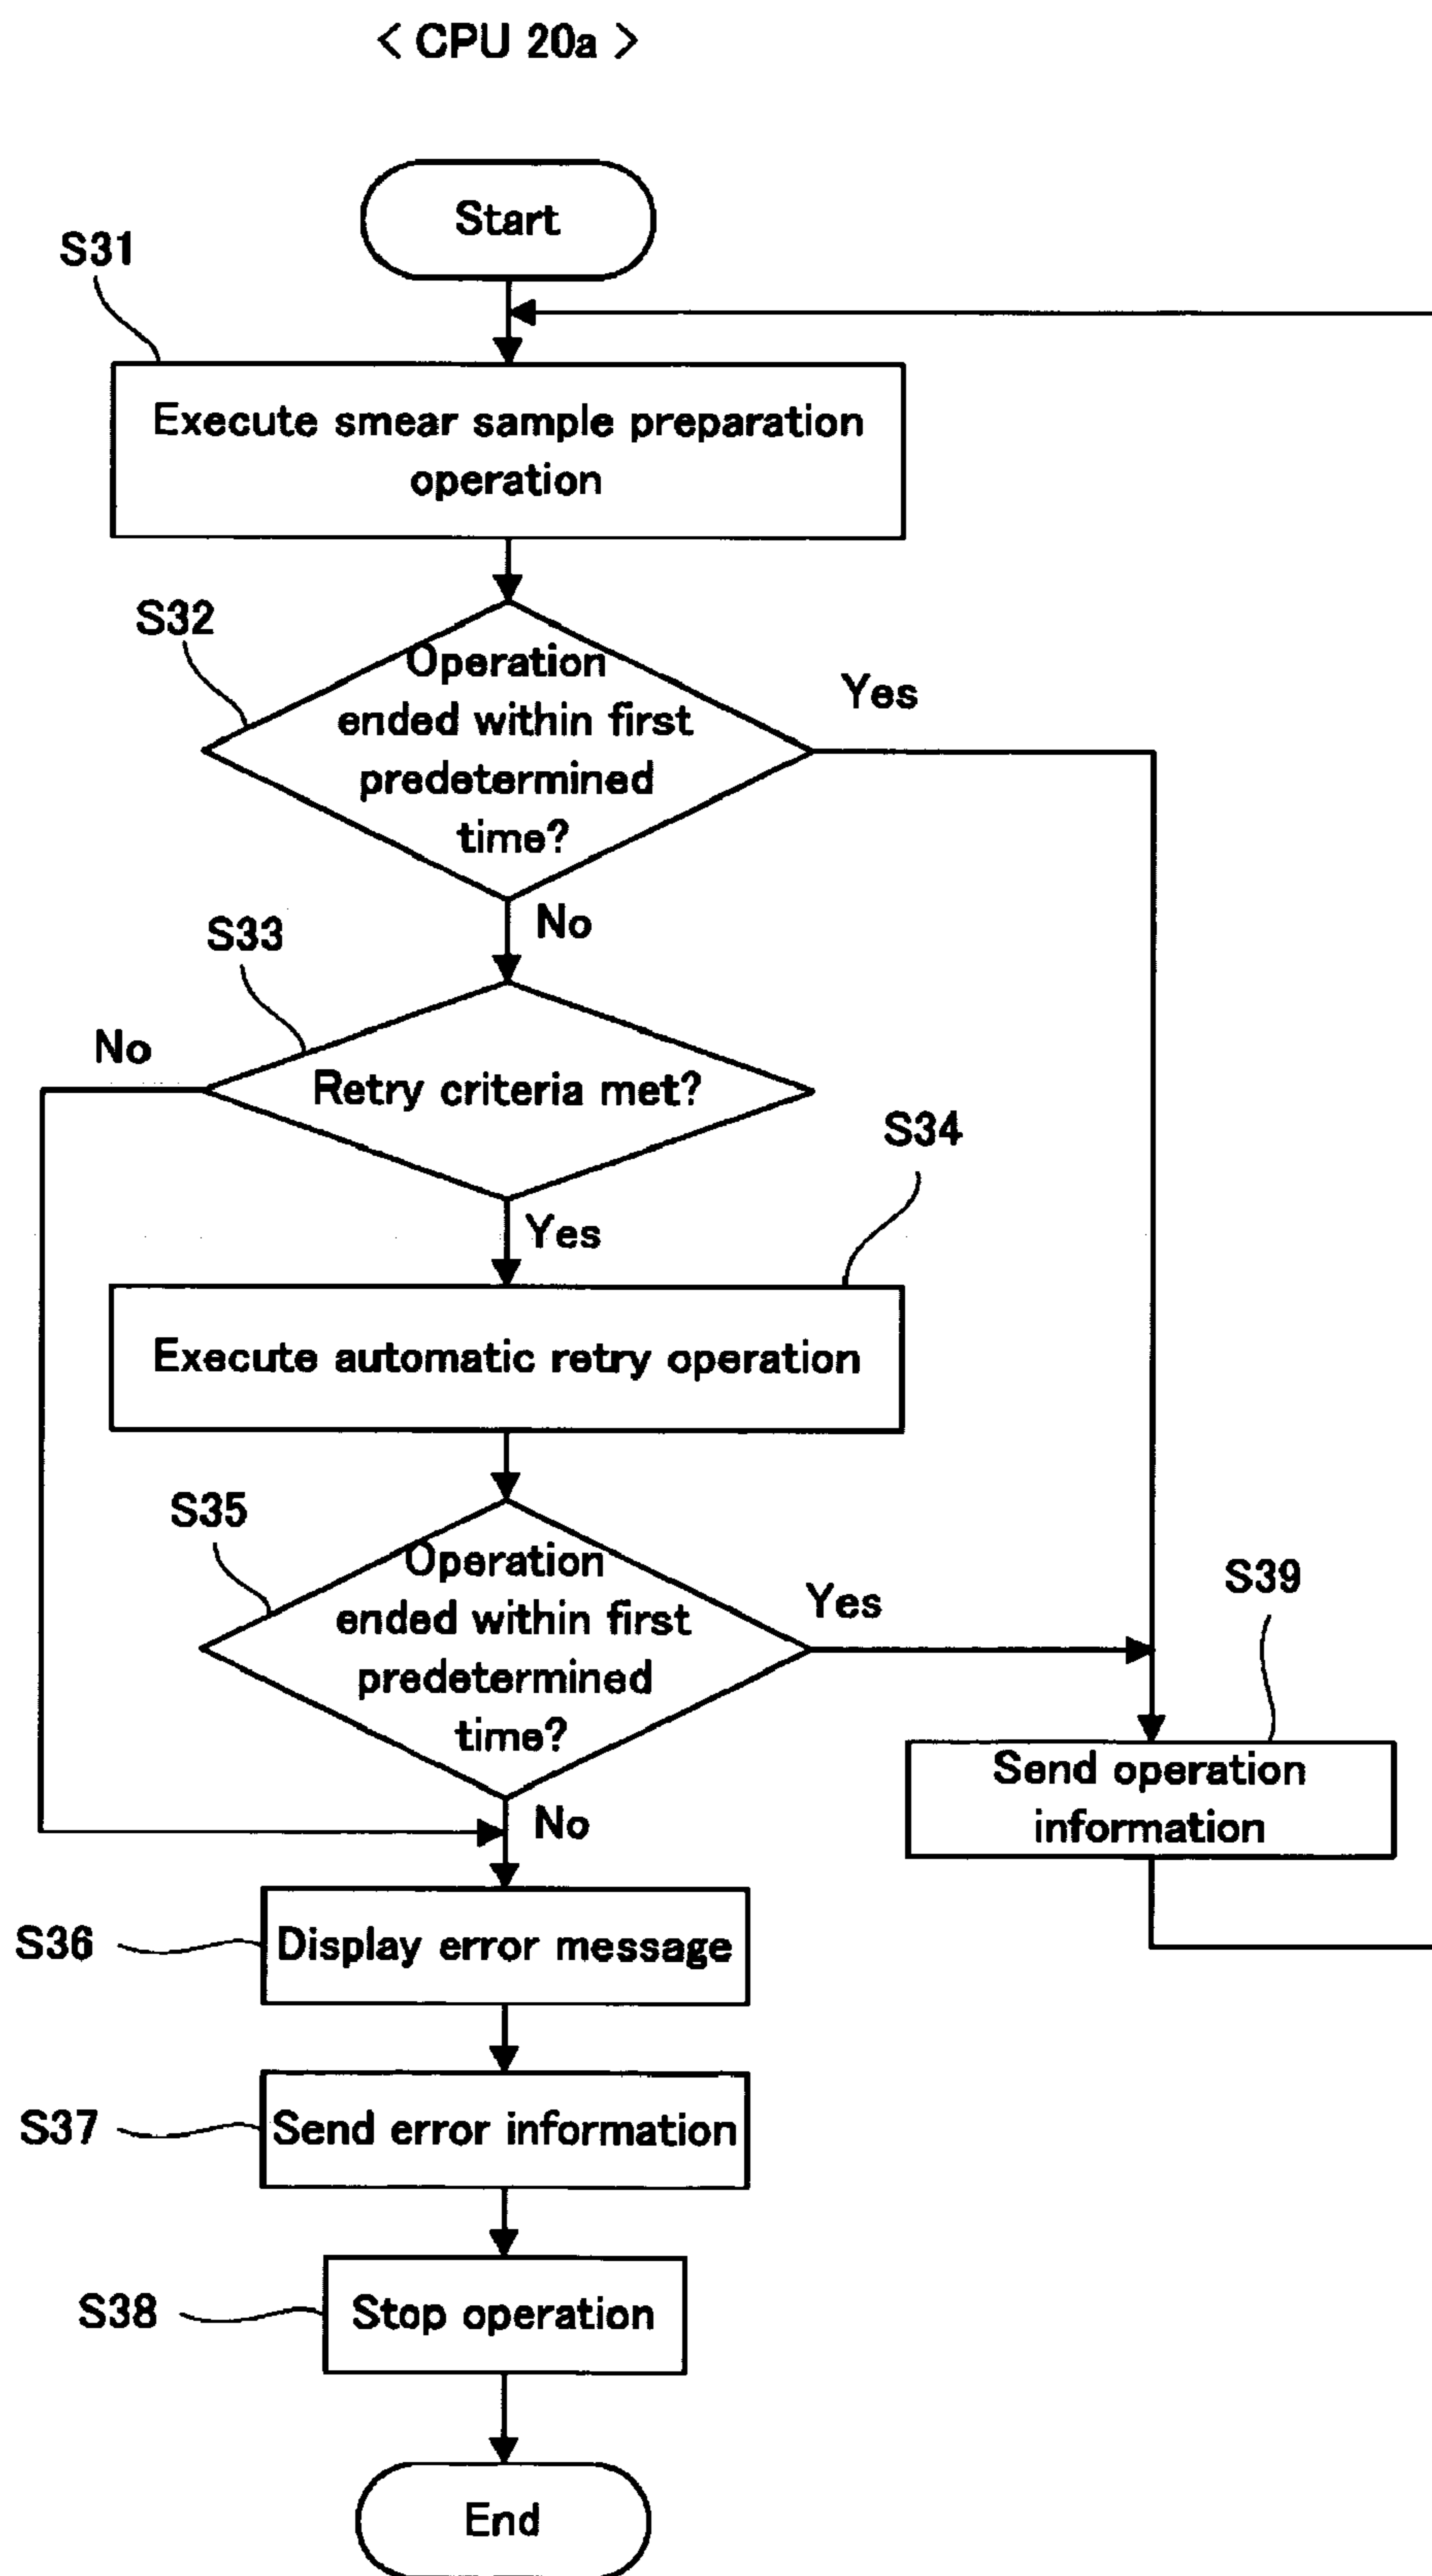 < CPU 20a >
Start
S31
Execute smear sample preparation
operation
S32
Operation
ended within first
predetermined
time?
Yes
No
S33
No
Retry criteria met?
S34
Yes
Execute automatic retry operation
S35
Operation
ended within first
predetermined
time?
Yes
S39
Send operation
information
No
S36
Display error message
S37
Send error information
S38
Stop operation
End